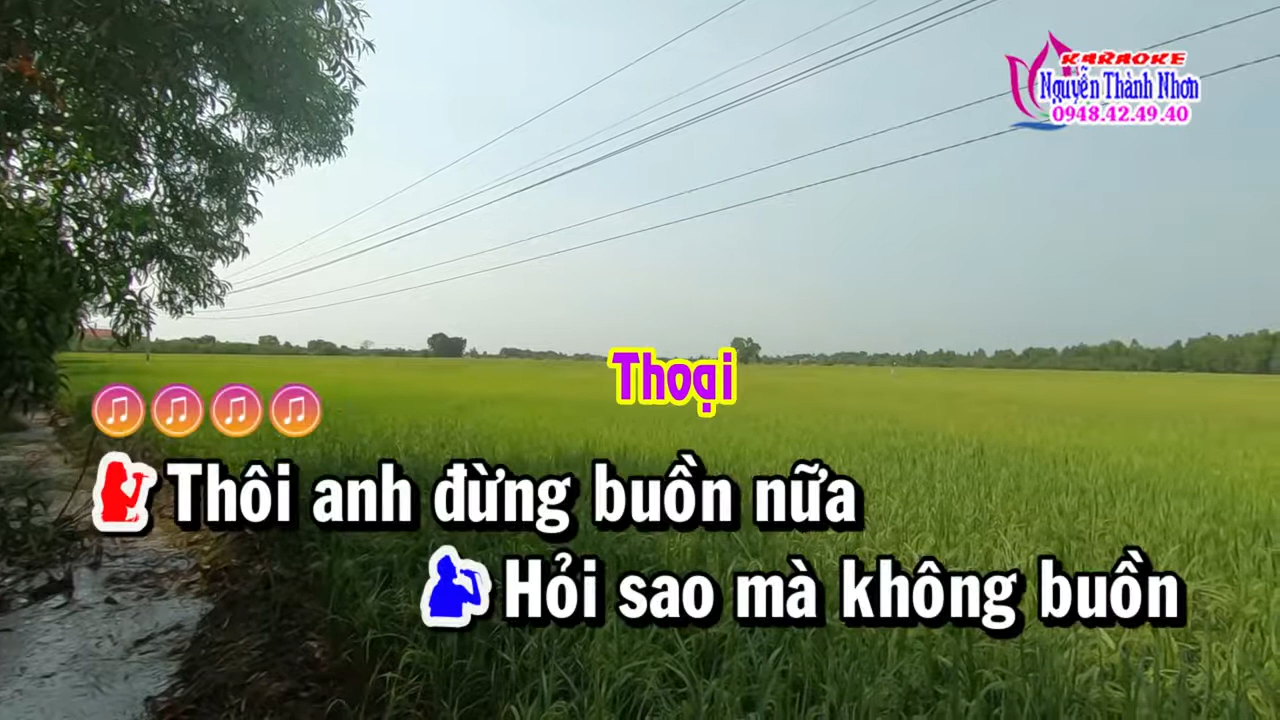 KARAOKE
Nguyễn Thành Nhơn
0948.42.49.40
Thoại
Thôi anh đừng buồn nữa
Hỏi sao mà không buồn